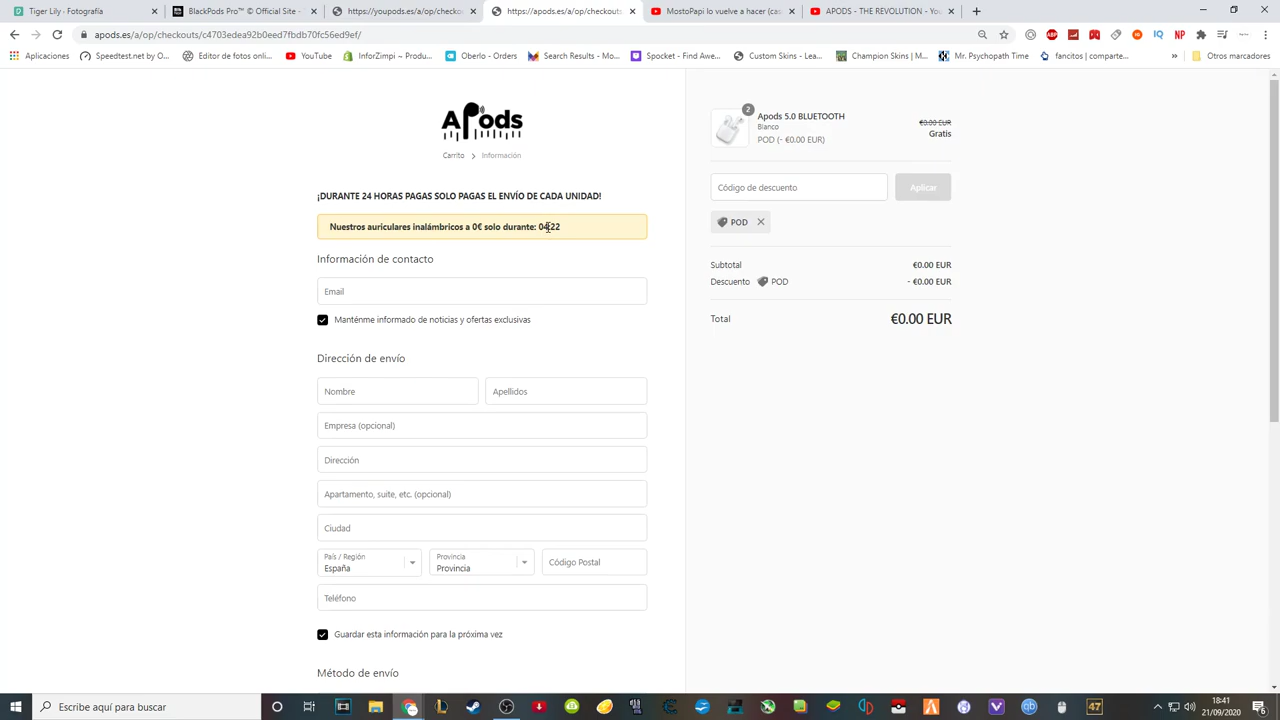 Tiger Lily - Fotografía
BlackPods Pro™ © Official Site -
https://youpods.es/a/op/checkou
https://apods.es/a/op/checkouts
MostoPapi lo vuelve a hacer (cac
APODS - THE REVOLUTION - You
apods.es/a/op/checkouts/c4703edea92b0eed7fbdb70fc56ed9ef/
Aplicaciones
Speedtest.net by O...
Editor de fotos onli...
YouTube
InforZimpi ~ Produ...
Oberlo - Orders
Search Results - Mo...
Spocket - Find Awe...
Custom Skins - Lea...
Champion Skins | M...
Mr. Psychopath Time
fancitos | comparte...
»
Otros marcadores
APods
Carrito > Información
¡DURANTE 24 HORAS PAGAS SOLO PAGAS EL ENVÍO DE CADA UNIDAD!
Nuestros auriculares inalámbricos a 0€ solo durante: 04:22
Información de contacto
Email
Manténme informado de noticias y ofertas exclusivas
Dirección de envío
Nombre
Apellidos
Empresa (opcional)
Dirección
Apartamento, suite, etc. (opcional)
Ciudad
País / Región
España
Provincia
Provincia
Código Postal
Teléfono
Guardar esta información para la próxima vez
Método de envío
2
Apods 5.0 BLUETOOTH
Blanco
POD (- €0.00 EUR)
€0.00 EUR
Gratis
Código de descuento
Aplicar
POD
Subtotal €0.00 EUR
Descuento POD - €0.00 EUR
Total €0.00 EUR
Escribe aquí para buscar
47
18:41
21/09/2020